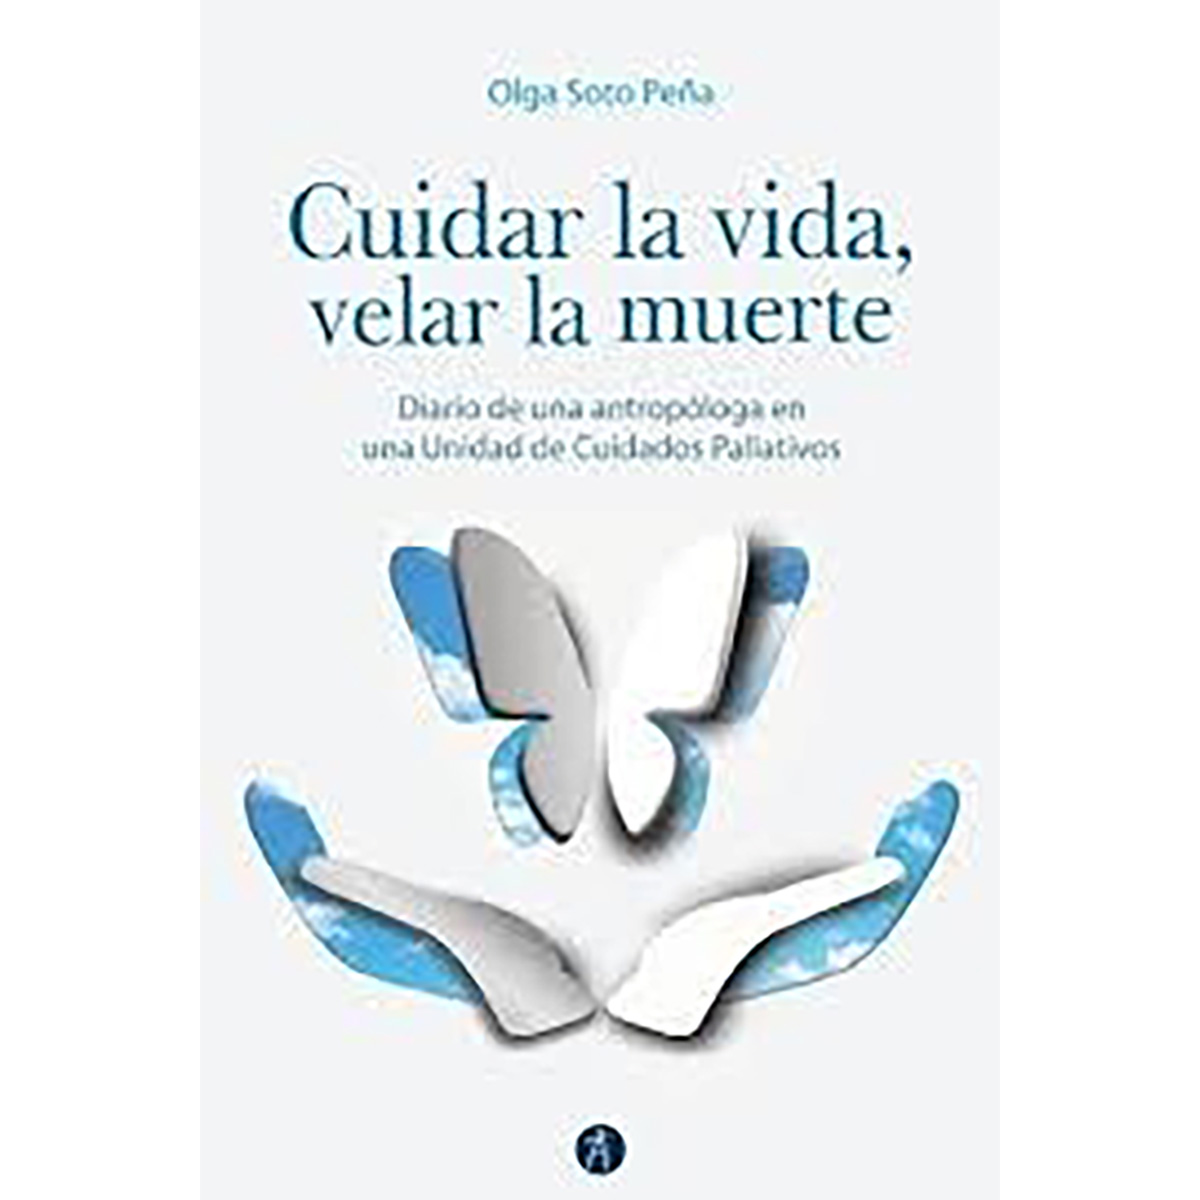 Olga Soto Peña
Cuidar la vida,
velar la muerte
Diario de una antropóloga en
una Unidad de Cuidados Paliativos